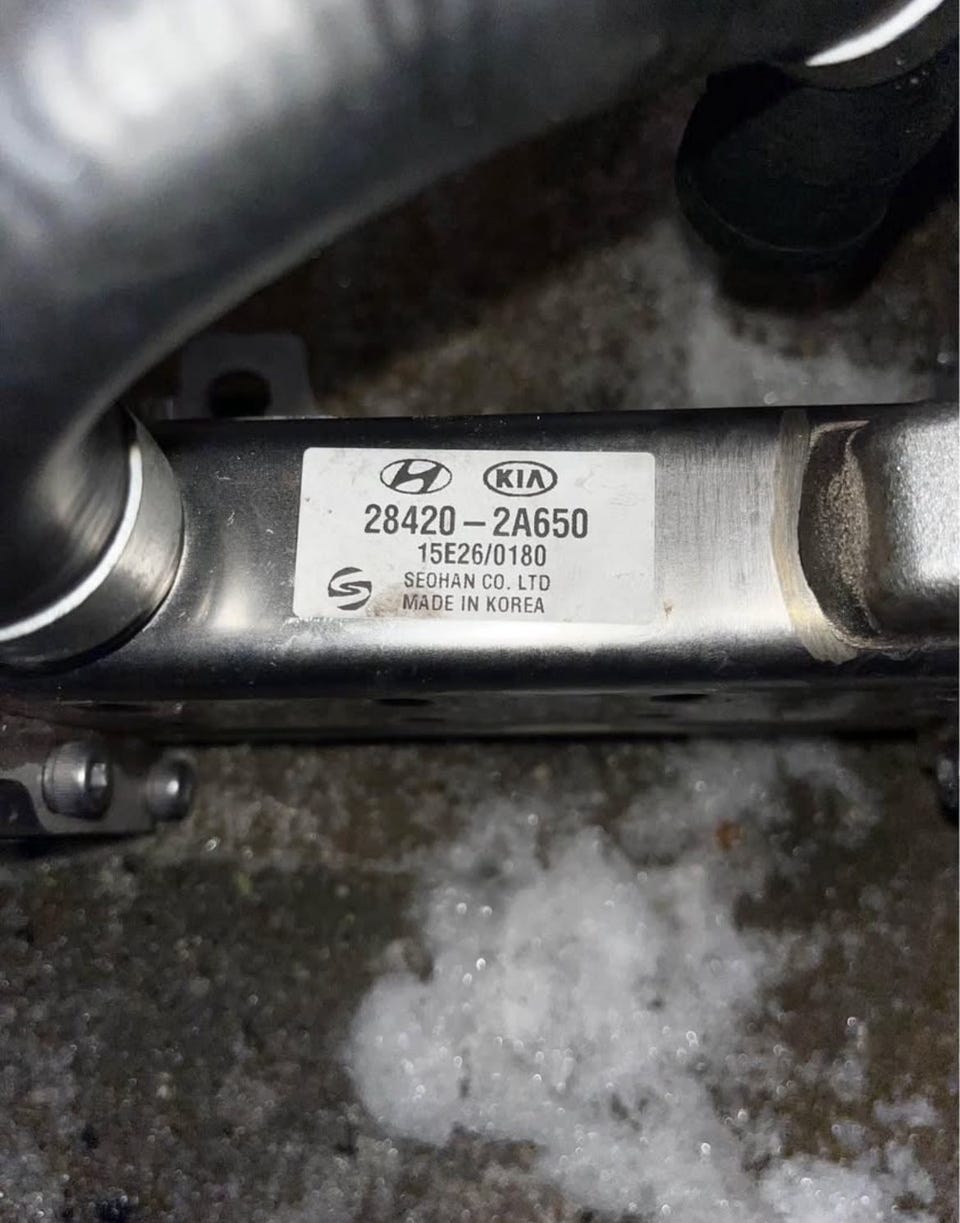 KIA
28420-2A650
15E26/0180
SEOHAN CO. LTD
MADE IN KOREA